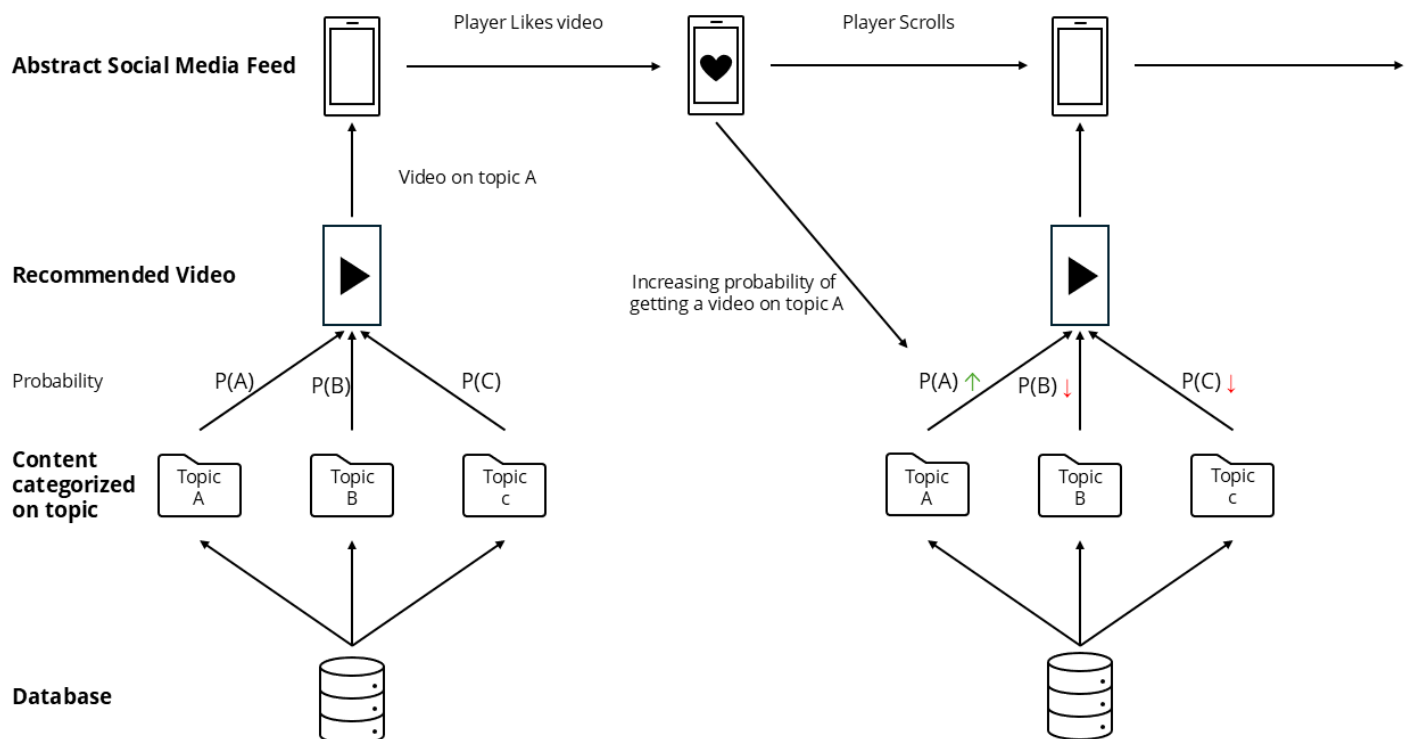 Player Likes video
Player Scrolls
Abstract Social Media Feed
Video on topic A
Recommended Video
Increasing probability of
getting a video on topic A
Probability
P(A)
P(B)
P(C)
P(A) ↑
P(B) ↓
P(C) ↓
Content
categorized
on topic
Topic
A
Topic
B
Topic
c
Topic
A
Topic
B
Topic
c
Database